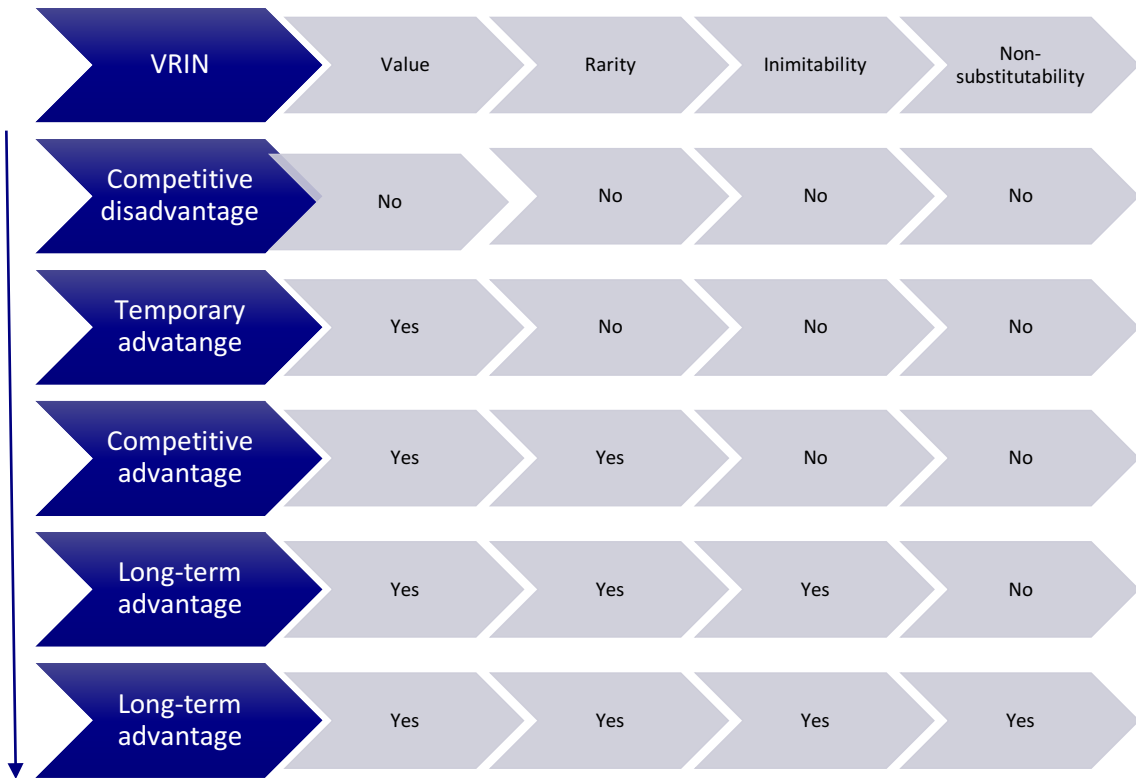 VRIN
Value
Rarity
Inimitability
Non-
substitutability
Competitive
disadvantage
No
No
No
No
Temporary
advatange
Yes
No
No
No
Competitive
advantage
Yes
Yes
No
No
Long-term
advantage
Yes
Yes
Yes
No
Long-term
advantage
Yes
Yes
Yes
Yes